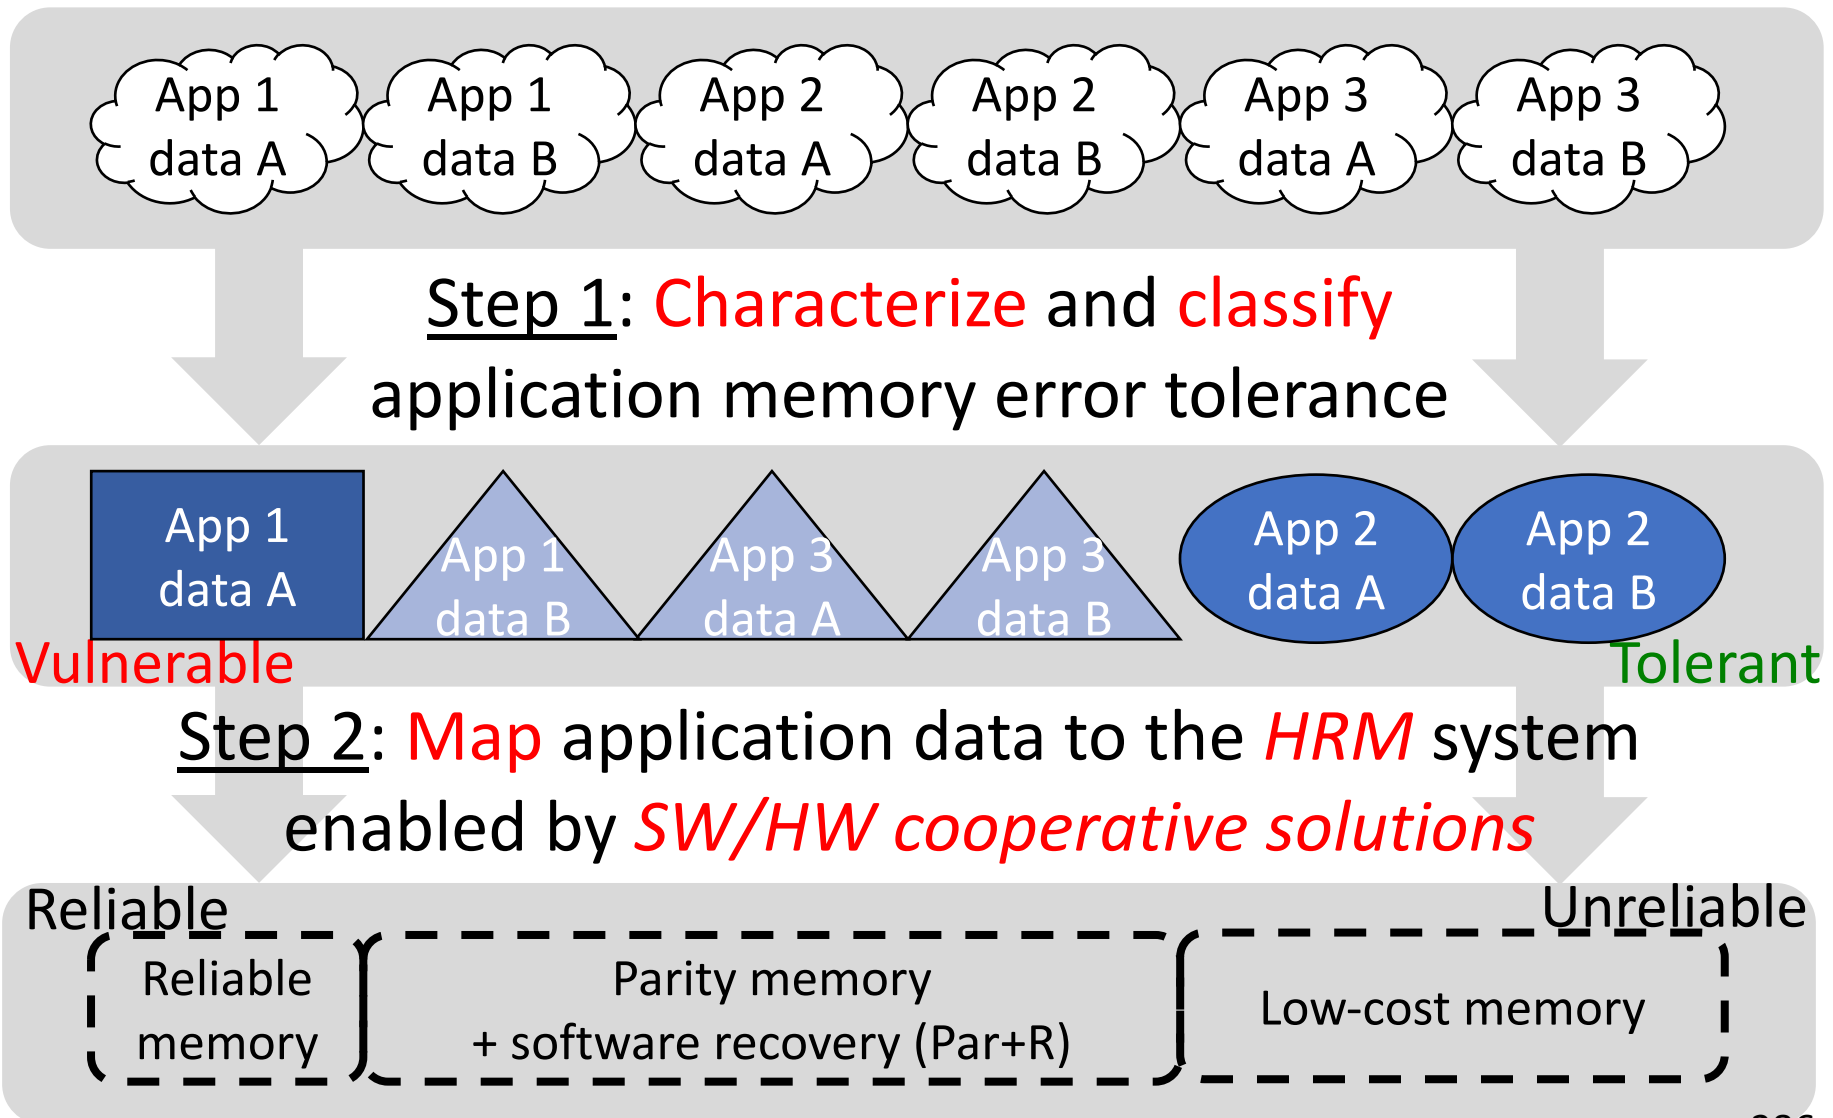 App 1
data A
App 1
data B
App 2
data A
App 2
data B
App 3
data A
App 3
data B
Step 1: Characterize and classify
application memory error tolerance
App 1
data A
App 1
data B
App 3
data A
App 3
data B
App 2
data A
App 2
data B
Vulnerable
Tolerant
Step 2: Map application data to the HRM system
enabled by SW/HW cooperative solutions
Reliable
Unreliable
Reliable
memory
Parity memory
+ software recovery (Par+R)
Low-cost memory